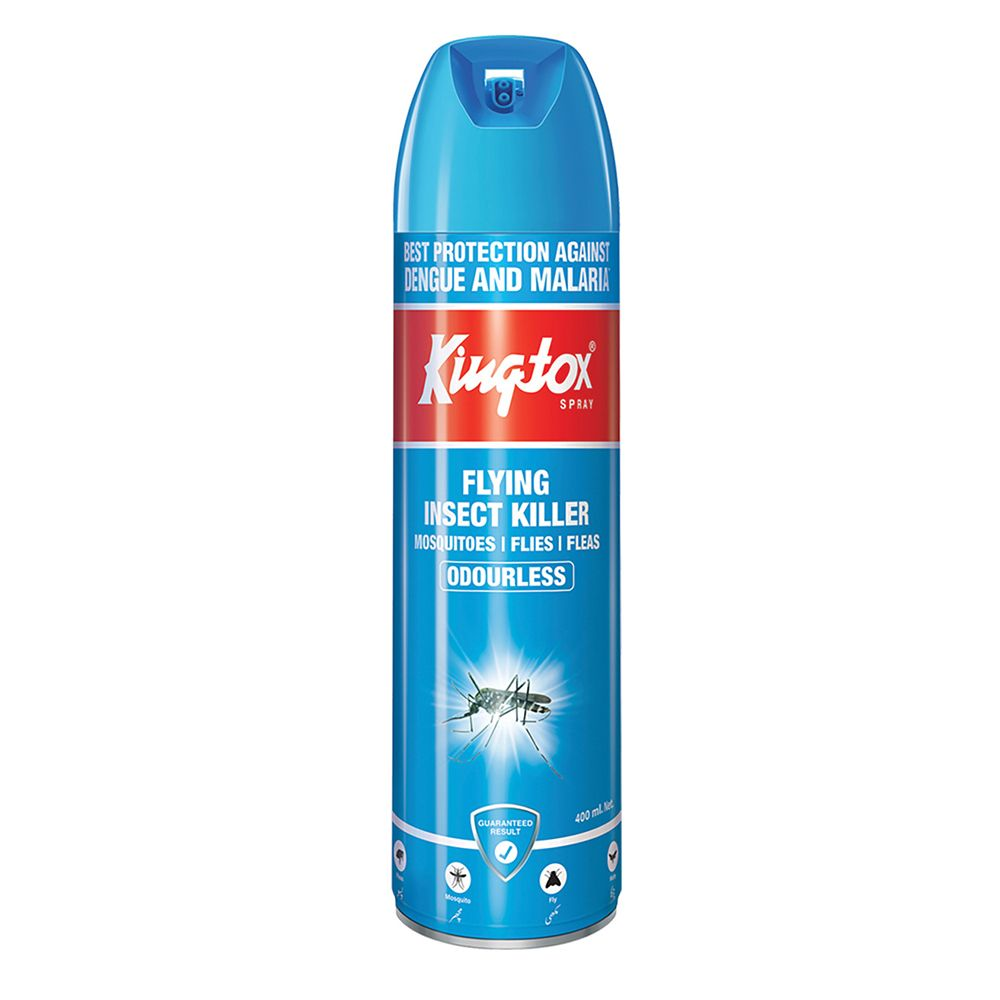 BEST PROTECTION AGAINST
DENGUE AND MALARIA
Kingtox®
SPRAY
FLYING
INSECT KILLER
MOSQUITOES | FLIES | FLEAS
ODOURLESS
400 ml. Net.
GUARANTEED
RESULT
Mosquito
Fly